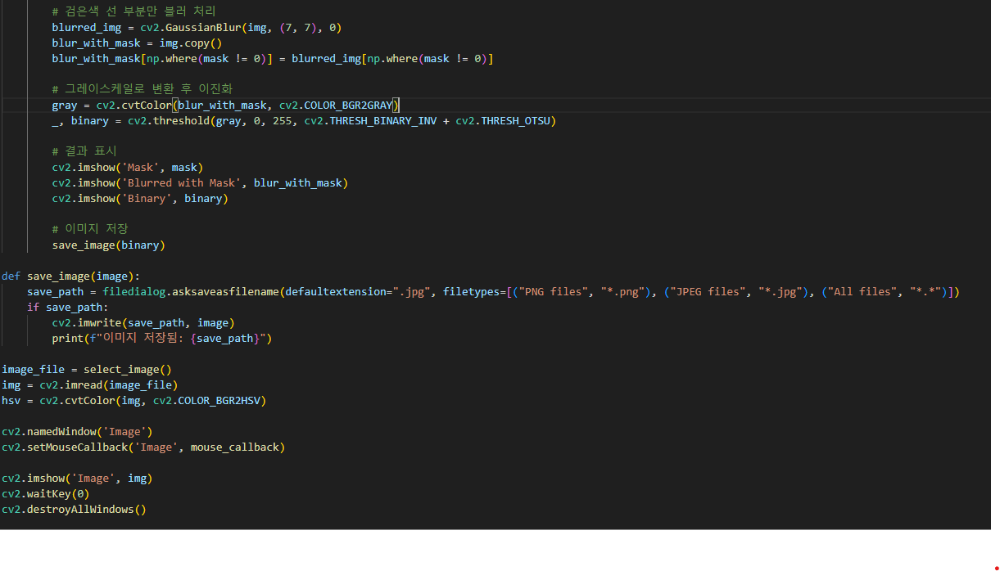 # 검은색 선 부분만 블러 처리
blurred_img = cv2.GaussianBlur(img, (7, 7), 0)
blur_with_mask = img.copy()
blur_with_mask[np.where(mask != 0)] = blurred_img[np.where(mask != 0)]
# 그레이스케일로 변환 후 이진화
gray = cv2.cvtColor(blur_with_mask, cv2.COLOR_BGR2GRAY)
_, binary = cv2.threshold(gray, 0, 255, cv2.THRESH_BINARY_INV + cv2.THRESH_OTSU)
# 결과 표시
cv2.imshow('Mask', mask)
cv2.imshow('Blurred with Mask', blur_with_mask)
cv2.imshow('Binary', binary)
# 이미지 저장
save_image(binary)
def save_image(image):
save_path = filedialog.asksaveasfilename(defaultextension=".jpg", filetypes=[("PNG files", "*.png"), ("JPEG files", "*.jpg"), ("All files", "*.*")])
if save_path:
cv2.imwrite(save_path, image)
print(f"이미지 저장됨: {save_path}")
image_file = select_image()
img = cv2.imread(image_file)
hsv = cv2.cvtColor(img, cv2.COLOR_BGR2HSV)
cv2.namedWindow('Image')
cv2.setMouseCallback('Image', mouse_callback)
cv2.imshow('Image', img)
cv2.waitKey(0)
cv2.destroyAllWindows()